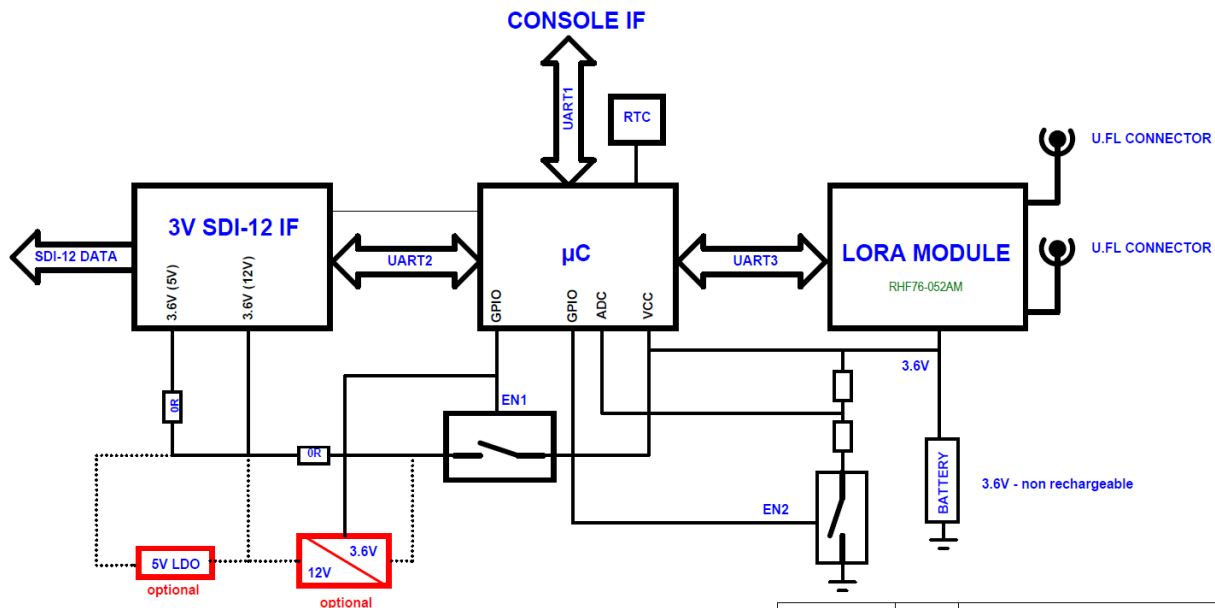 CONSOLE IF
UART1
RTC
U.FL CONNECTOR
3V SDI-12 IF
SDI-12 DATA
UART2
µC
UART3
LORA MODULE
RHF76-052AM
U.FL CONNECTOR
3.6V (5V)
3.6V (12V)
GPIO
GPIO
ADC
VCC
3.6V
0R
EN1
0R
BATTERY
3.6V - non rechargeable
EN2
5V LDO
optional
3.6V
12V
optional